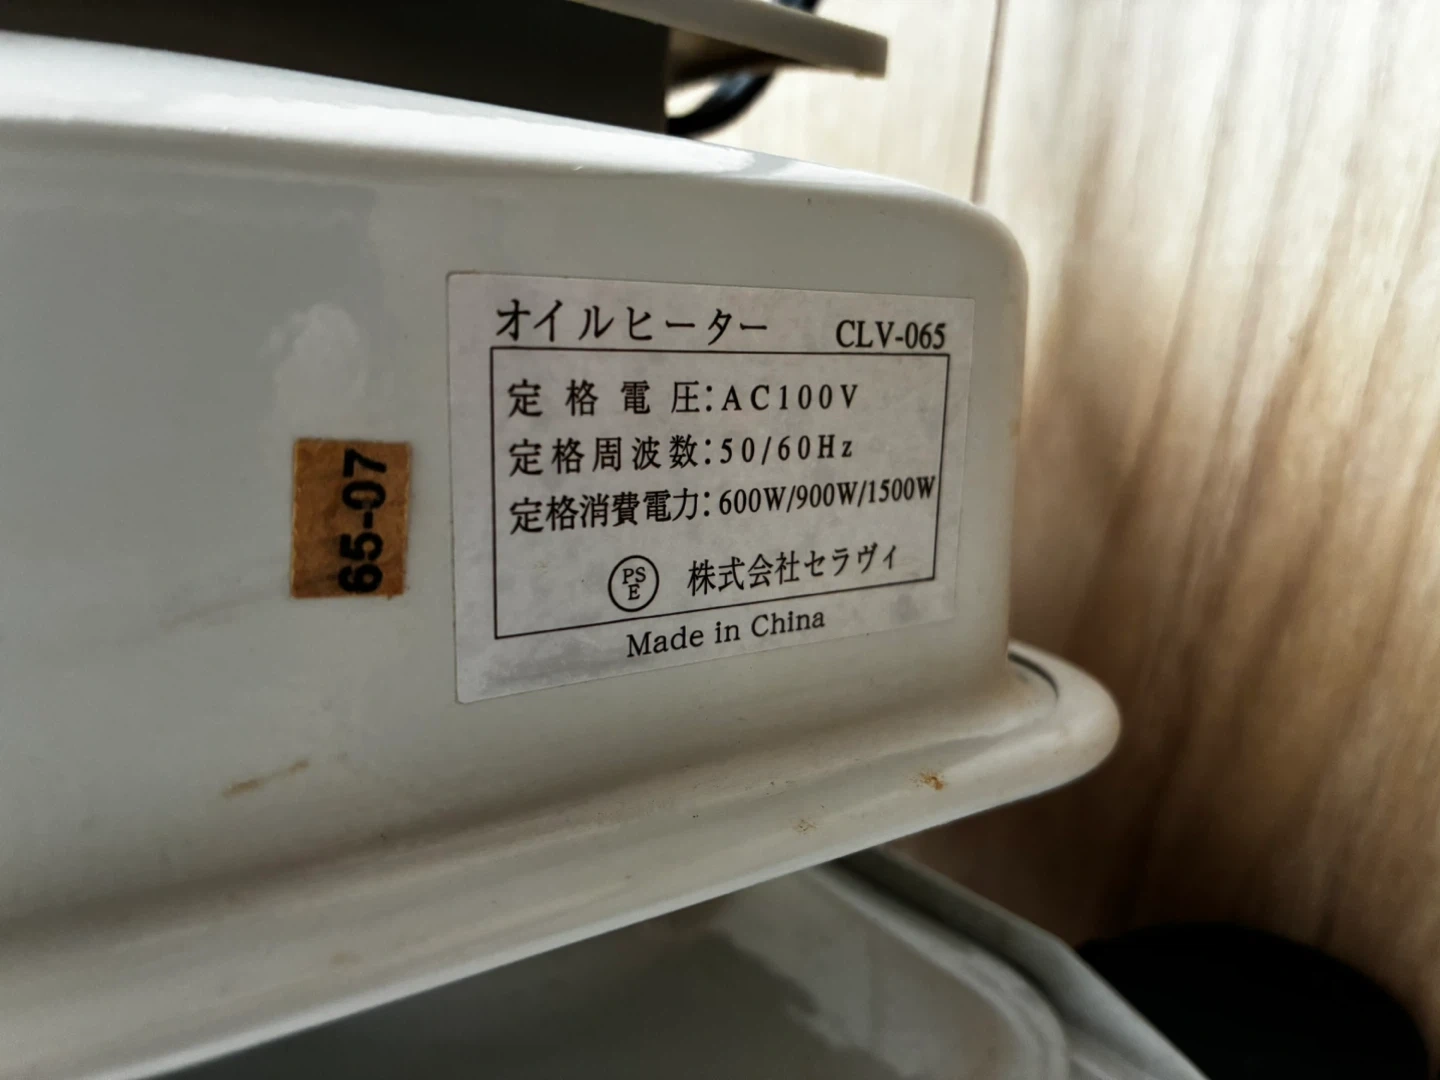 オイルヒーター CLV-065
定格電圧:AC100V
定格周波数:50/60Hz
定格消費電力:600W/900W/1500W
PS
E
株式会社セラヴィ
Made in China
65-07